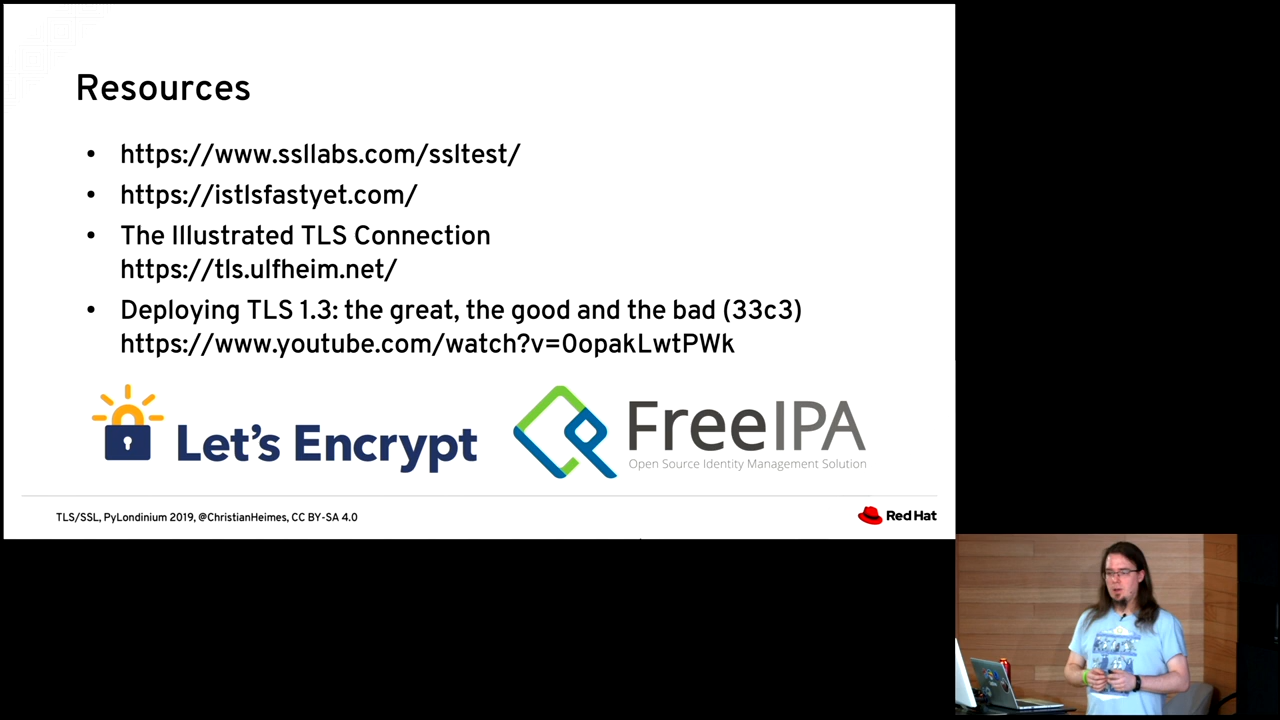 Resources
• https://www.ssllabs.com/ssltest/
• https://istlsfastyet.com/
• The Illustrated TLS Connection
https://tls.ulfheim.net/
• Deploying TLS 1.3: the great, the good and the bad (33c3)
https://www.youtube.com/watch?v=0opakLwtPWk
Let's Encrypt
FreeIPA
Open Source Identity Management Solution
TLS/SSL, PyLondinium 2019, @ChristianHeimes, CC BY-SA 4.0
Red Hat